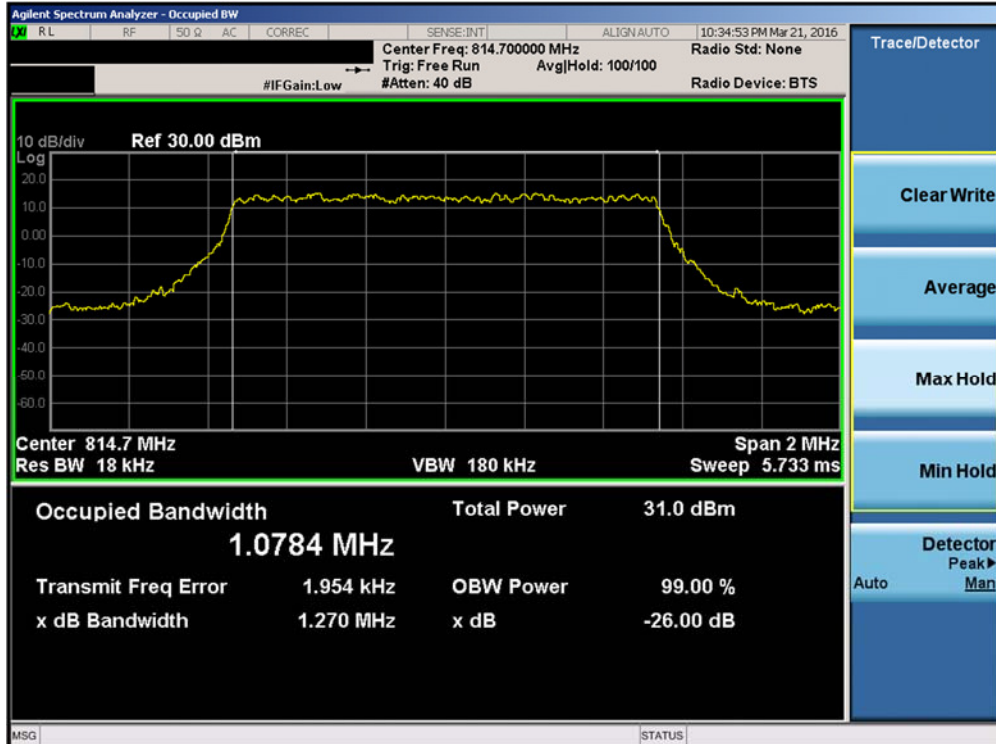 Agilent Spectrum Analyzer - Occupied BW
LXI RL RF 50 Ω AC CORREC SENSE:INT ALIGN AUTO 10:34:53 PM Mar 21, 2016
Center Freq: 814.700000 MHz Radio Std: None
Trig: Free Run Avg|Hold: 100/100
#IFGain:Low #Atten: 40 dB Radio Device: BTS
10 dB/div Ref 30.00 dBm
Log
20.0
10.0
0.00
-10.0
-20.0
-30.0
-40.0
-50.0
-60.0
Center 814.7 MHz Span 2 MHz
Res BW 18 kHz VBW 180 kHz Sweep 5.733 ms
Occupied Bandwidth Total Power 31.0 dBm
1.0784 MHz
Transmit Freq Error 1.954 kHz OBW Power 99.00 %
x dB Bandwidth 1.270 MHz x dB -26.00 dB
MSG STATUS
Trace/Detector
Clear Write
Average
Max Hold
Min Hold
Detector
Peak▶
Auto Man